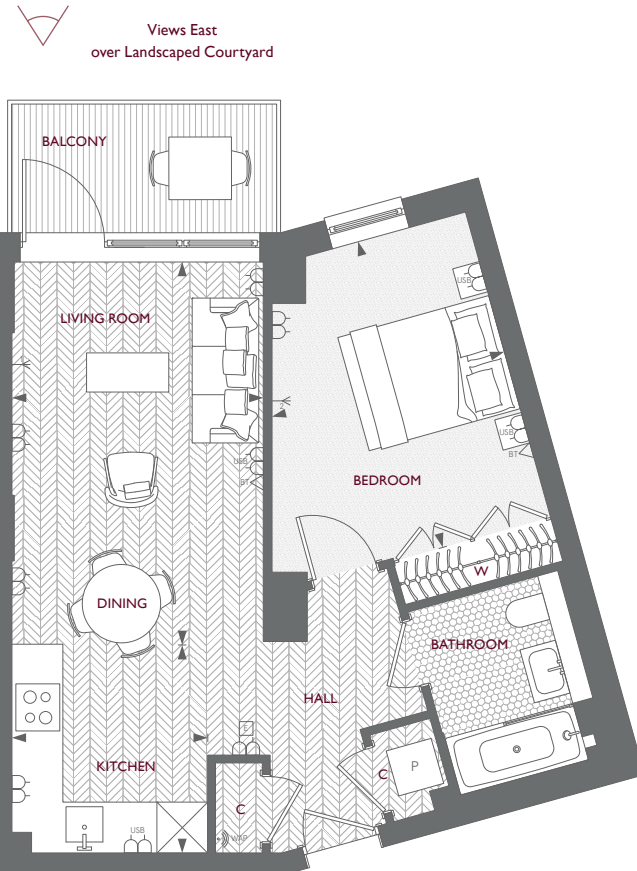 Views East
over Landscaped Courtyard
BALCONY
USB
LIVING ROOM
2
USB
USB
BT
BT
BEDROOM
W
DINING
BATHROOM
HALL
E
KITCHEN
C
P
C
USB
WAP